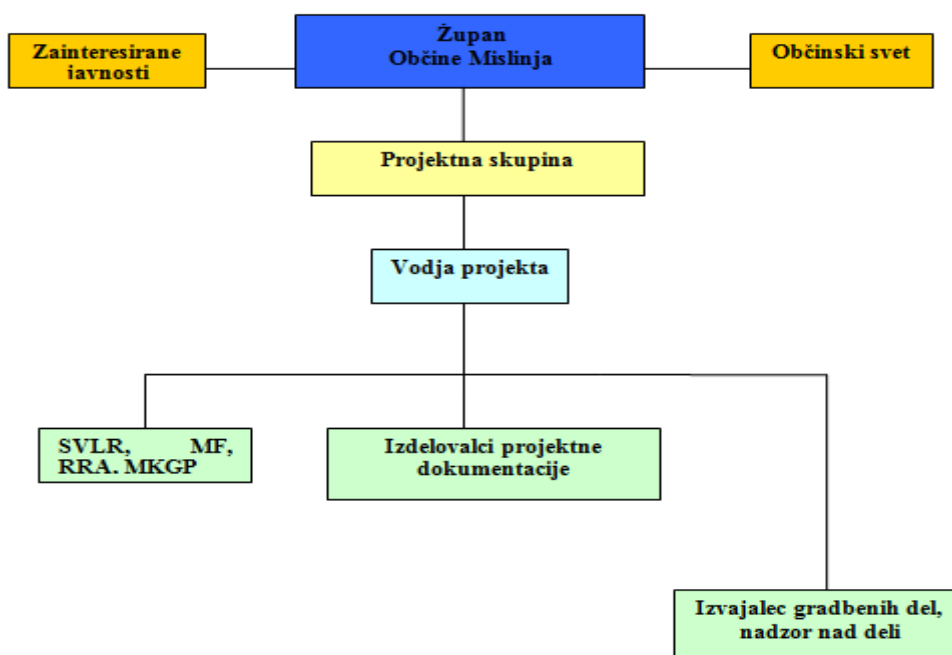 Župan
Občine Mislinja
Zainteresirane
javnosti
Občinski svet
Projektna skupina
Vodja projekta
SVLR, MF,
RRA. MKGP
Izdelovalci projektne
dokumentacije
Izvajalec gradbenih del,
nadzor nad deli